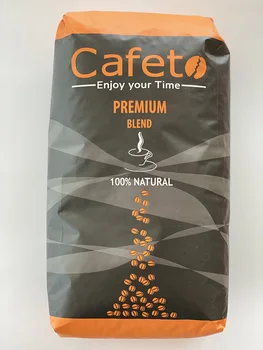 Cafeto
Enjoy your Time
PREMIUM
BLEND
100% NATURAL